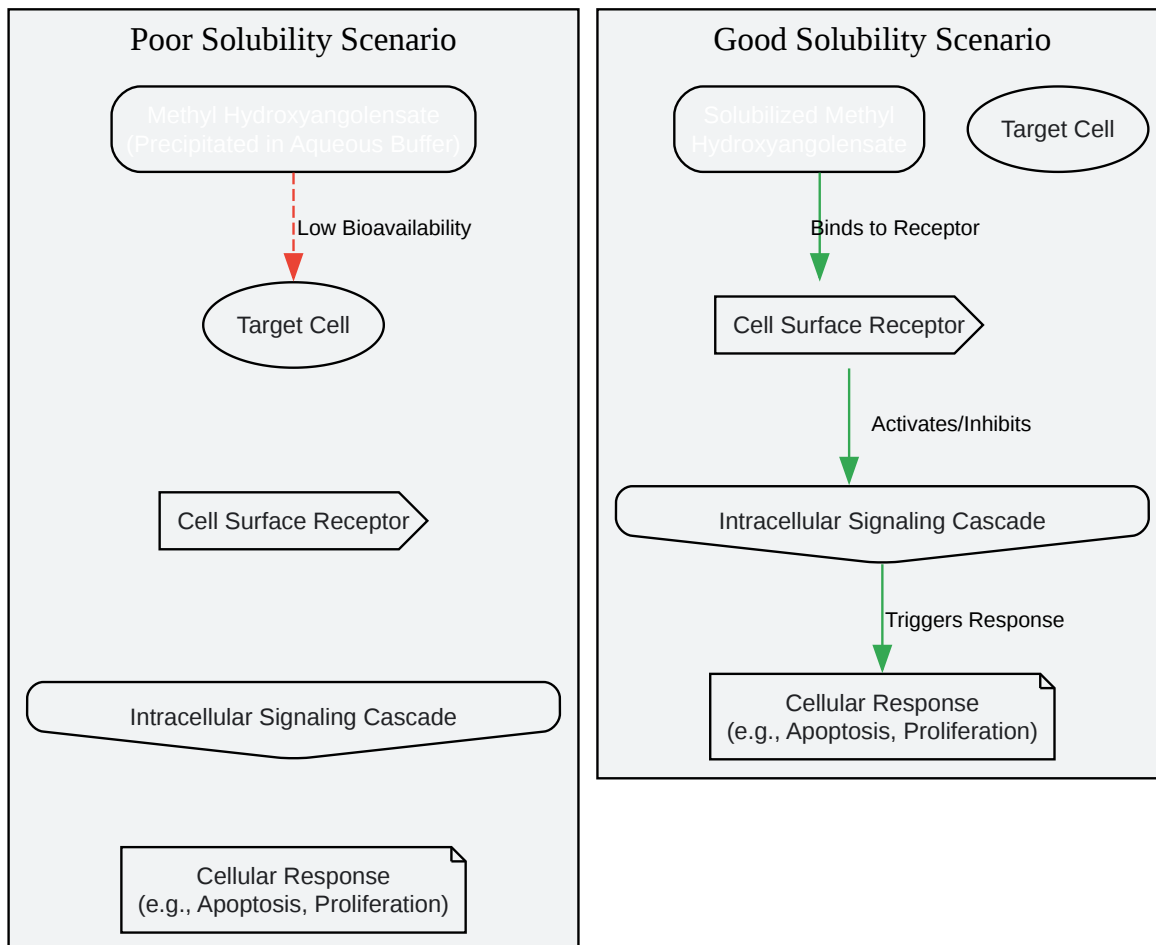 Poor Solubility Scenario
Methyl Hydroxyangolensate
(Precipitated in Aqueous Buffer)
Low Bioavailability
Target Cell
Cell Surface Receptor
Intracellular Signaling Cascade
Cellular Response
(e.g., Apoptosis, Proliferation)
Good Solubility Scenario
Solubilized Methyl
Hydroxyangolensate
Target Cell
Binds to Receptor
Cell Surface Receptor
Activates/Inhibits
Intracellular Signaling Cascade
Triggers Response
Cellular Response
(e.g., Apoptosis, Proliferation)